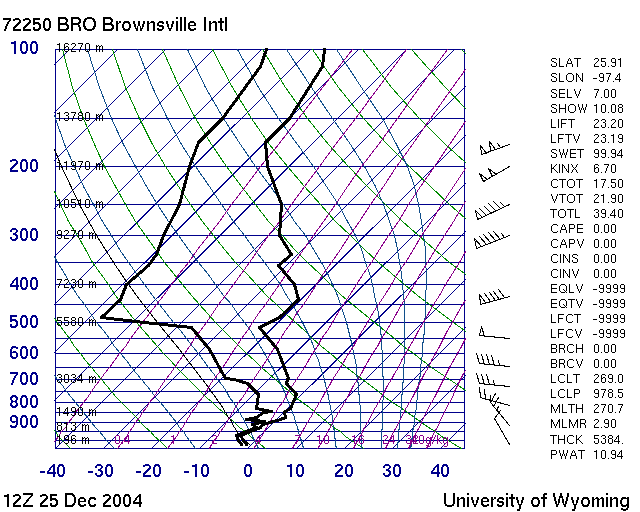 72250 BRO Brownsville Intl
100
16270 m
SLAT 25.91
SLON -97.4
SELV 7.00
SHOW 10.08
LIFT 23.20
LFTV 23.19
SWET 99.94
KINX 6.70
CTOT 17.50
VTOT 21.90
TOTL 39.40
CAPE 0.00
CAPV 0.00
CINS 0.00
CINV 0.00
EQLV -9999
EQTV -9999
LFCT -9999
LFCV -9999
BRCH 0.00
BRCV 0.00
LCLT 269.0
LCLP 978.5
MLTH 270.7
MLMR 2.90
THCK 5384.
PWAT 10.94
13780 m
200 11970 m
10510 m
300 9270 m
400 7230 m
500 5580 m
600
700 3034 m
800
1490 m
900 813 m
196 m 0.4 1 2 4 7 10 16 24 32 40g/kg
-40 -30 -20 -10 0 10 20 30 40
12Z 25 Dec 2004
University of Wyoming